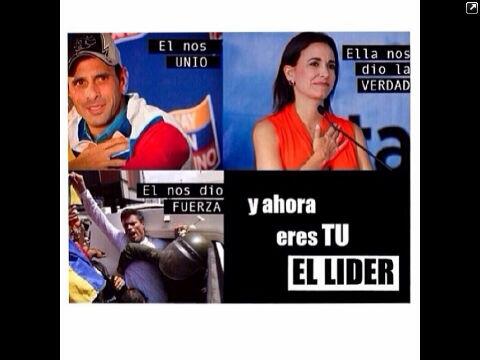 El nos
UNIO
Ella nos
dio la
VERDAD
El nos dio
FUERZA
y ahora
eres TU
EL LIDER